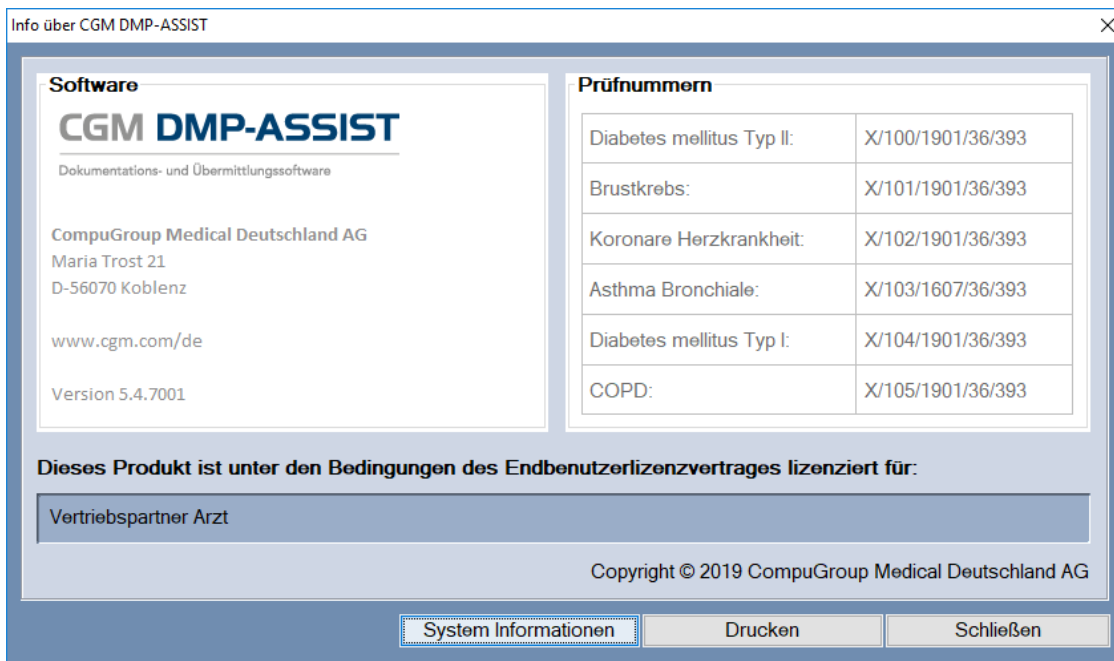 Info über CGM DMP-ASSIST
Software
CGM DMP-ASSIST
Dokumentations- und Übermittlungssoftware
CompuGroup Medical Deutschland AG
Maria Trost 21
D-56070 Koblenz
www.cgm.com/de
Version 5.4.7001
Prüfnummern
Diabetes mellitus Typ II: X/100/1901/36/393
Brustkrebs: X/101/1901/36/393
Koronare Herzkrankheit: X/102/1901/36/393
Asthma Bronchiale: X/103/1607/36/393
Diabetes mellitus Typ I: X/104/1901/36/393
COPD: X/105/1901/36/393
Dieses Produkt ist unter den Bedingungen des Endbenutzerlizenzvertrages lizenziert für:
Vertriebspartner Arzt
Copyright © 2019 CompuGroup Medical Deutschland AG
System Informationen Drucken Schließen